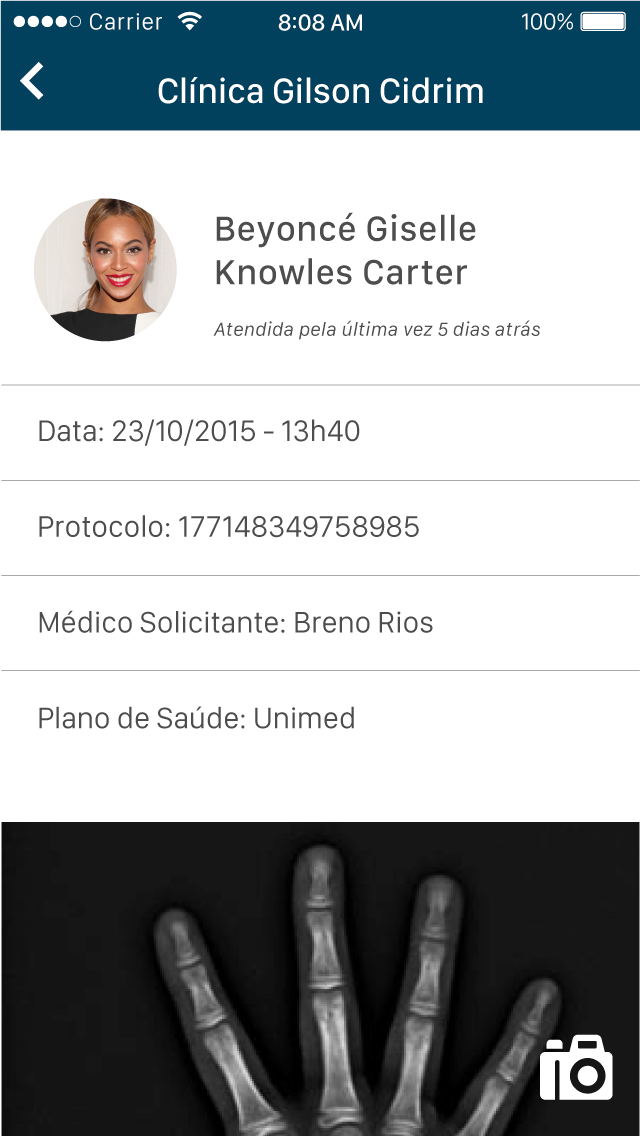 Carrier 8:08 AM 100%
Clínica Gilson Cidrim
Beyoncé Giselle
Knowles Carter
Atendida pela última vez 5 dias atrás
Data: 23/10/2015 - 13h40
Protocolo: 177148349758985
Médico Solicitante: Breno Rios
Plano de Saúde: Unimed